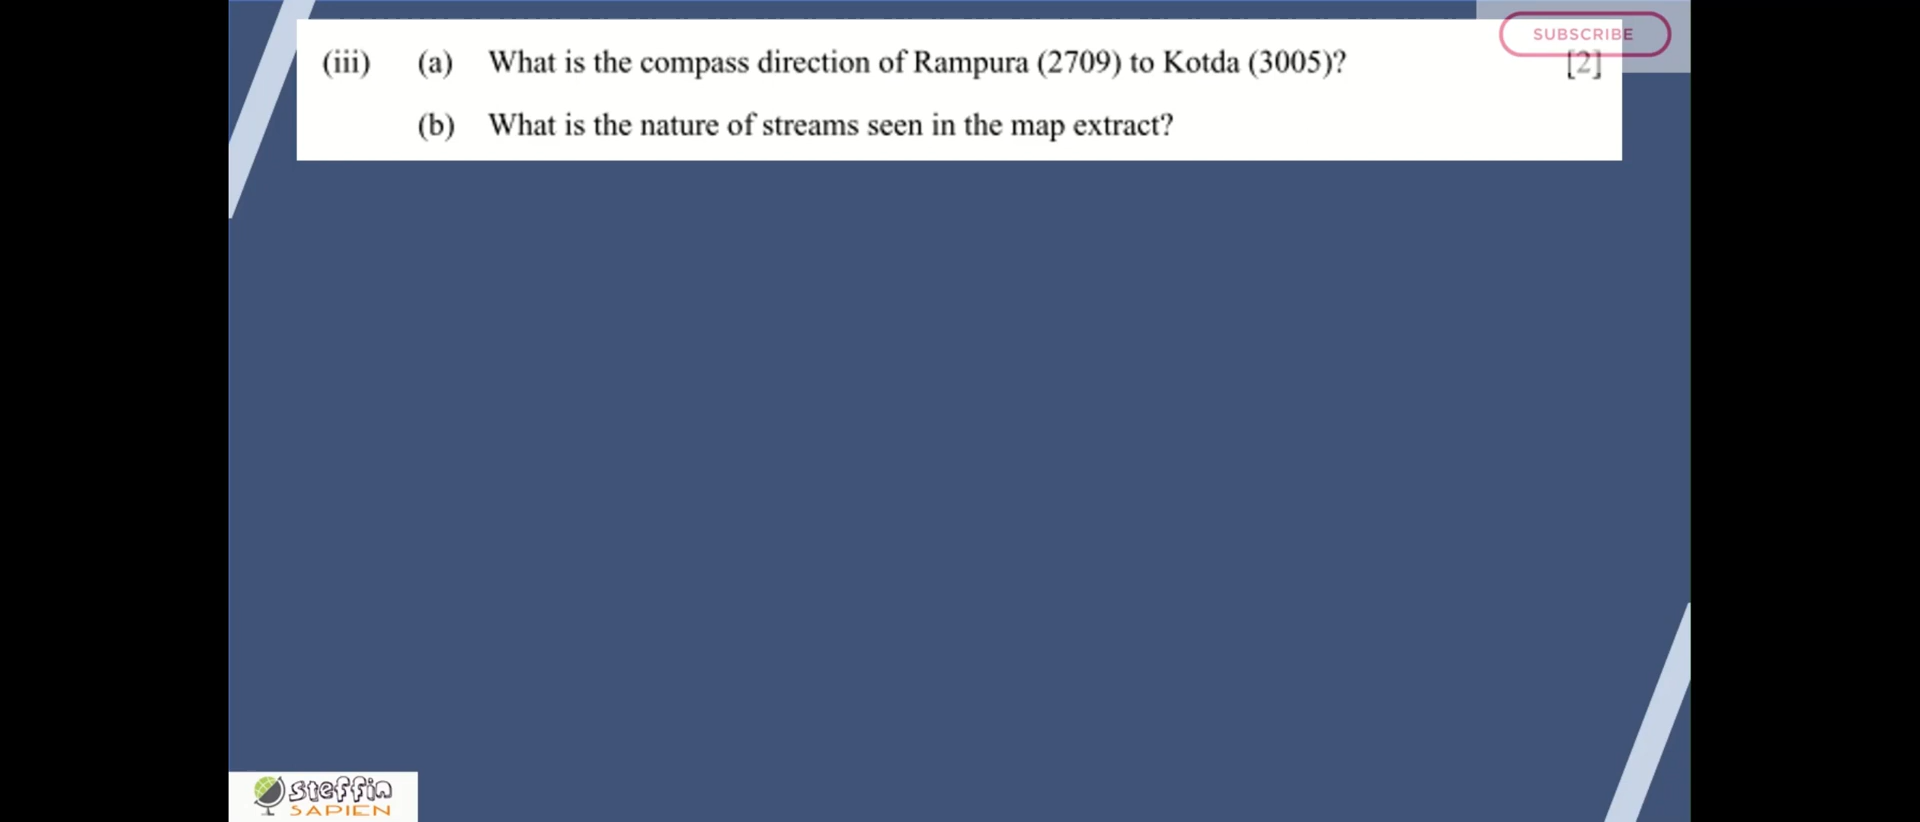 SUBSCRIBE
(iii) (a) What is the compass direction of Rampura (2709) to Kotda (3005)? [2]
(b) What is the nature of streams seen in the map extract?
steffin
SAPIEN